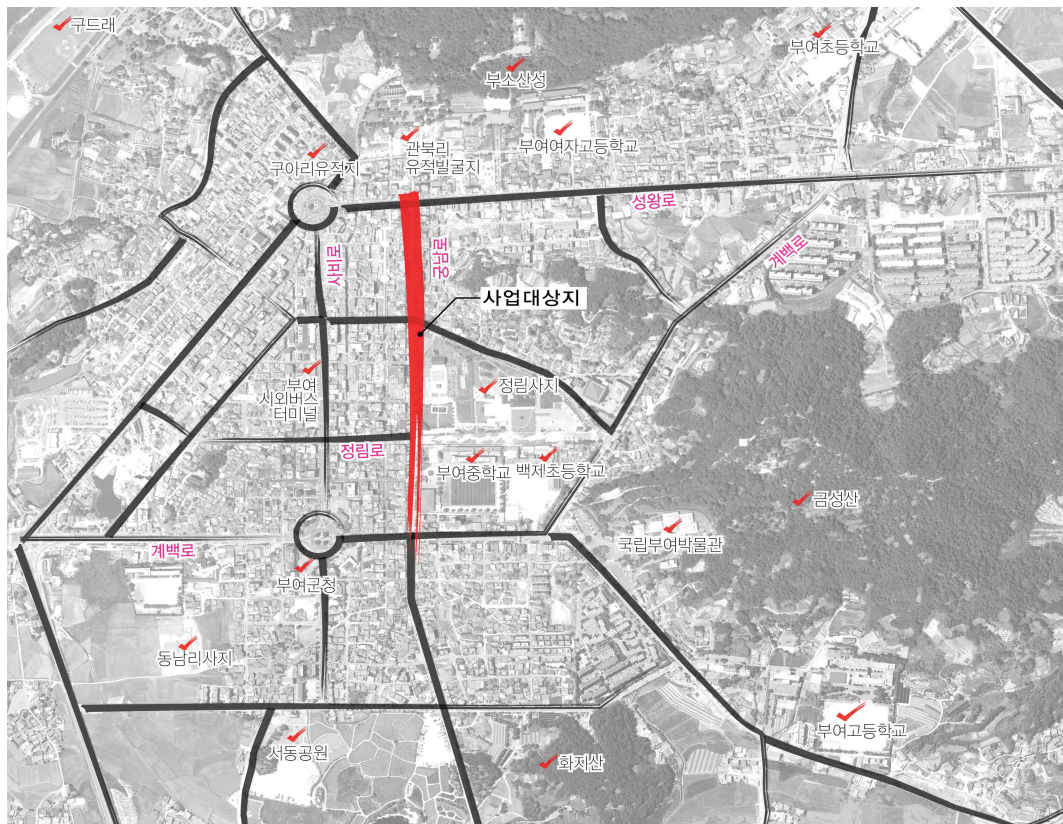 구드래
부여초등학교
부소산성
관북리
유적발굴지
부여여자고등학교
구아리유적지
성왕로
사비로
궁남로
계백로
사업대상지
부여
시외버스
터미널
정림사지
정림로
부여중학교
백제초등학교
금성산
국립부여박물관
계백로
부여군청
동남리사지
부여고등학교
서동공원
화지산